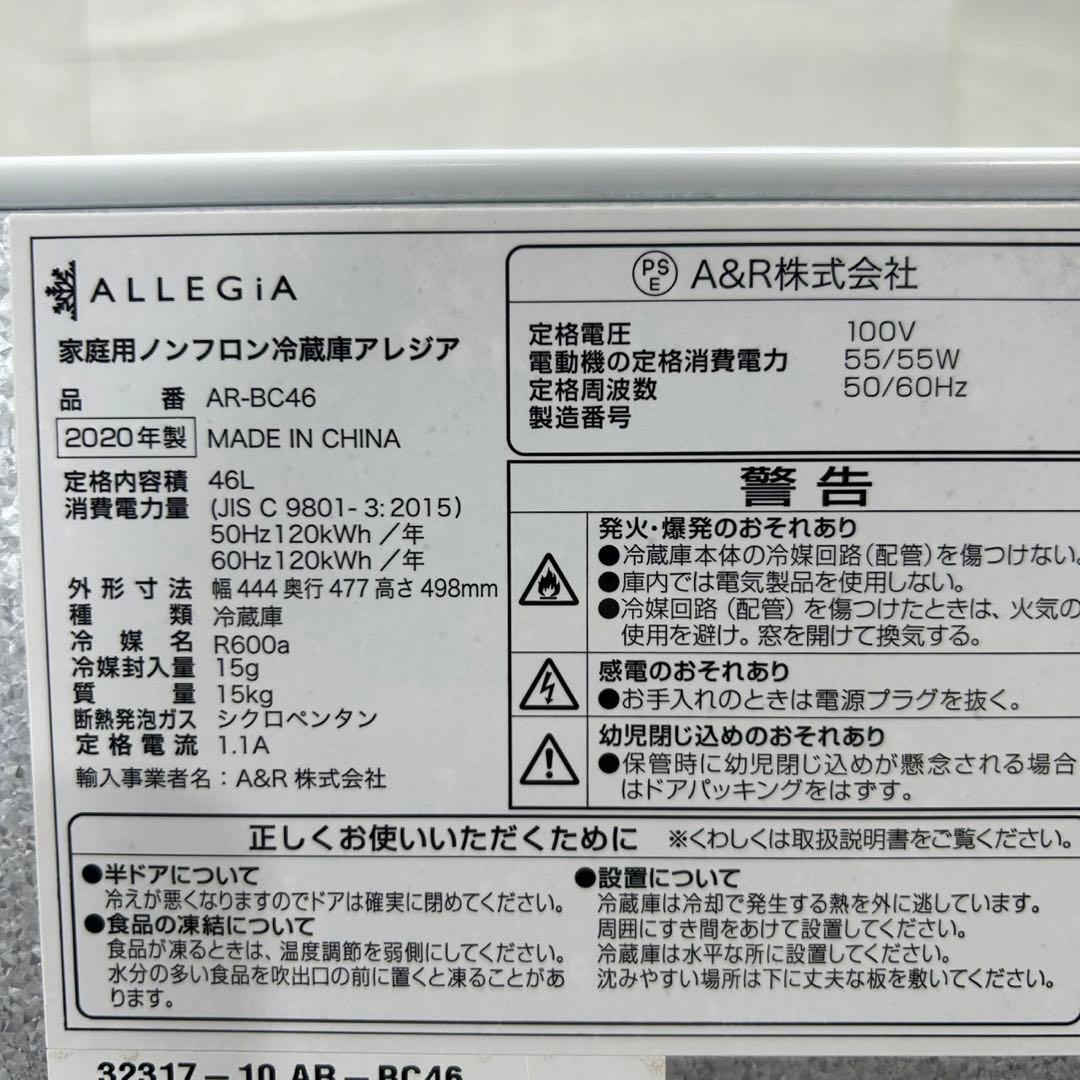 ALLEGiA
家庭用ノンフロン冷蔵庫アレジア
品 番 AR-BC46
2020年製 MADE IN CHINA
定格内容積 46L
消費電力量 (JIS C 9801-3:2015)
50Hz120kWh／年
60Hz120kWh／年
外形寸法 幅444奥行477高さ498mm
種 類 冷蔵庫
冷 媒 名 R600a
冷媒封入量 15g
質 量 15kg
断熱発泡ガス シクロペンタン
定格電流 1.1A
輸入事業者名：A&R株式会社
PSE A&R株式会社
定格電圧 100V
電動機の定格消費電力 55/55W
定格周波数 50/60Hz
製造番号
警告
発火・爆発のおそれあり
●冷蔵庫本体の冷媒回路(配管)を傷つけない。
●庫内では電気製品を使用しない。
●冷媒回路(配管)を傷つけたときは、火気の
使用を避け。窓を開けて換気する。
感電のおそれあり
●お手入れのときは電源プラグを抜く。
幼児閉じ込めのおそれあり
●保管時に幼児閉じ込めが懸念される場合
はドアパッキングをはずす。
正しくお使いいただくために ※くわしくは取扱説明書をご覧ください。
●半ドアについて
冷えが悪くなりますのでドアは確実に閉めてください。
●食品の凍結について
食品が凍るときは、温度調節を弱側にしてください。
水分の多い食品を吹出口の前に置くと凍ることがあ
ります。
●設置について
冷蔵庫は冷却で発生する熱を外に逃しています。
周囲にすき間をあけて設置してください。
冷蔵庫は水平な所に設置してください。
沈みやすい場所は下に丈夫な板を敷いてください。
32317-10 AR-BC46